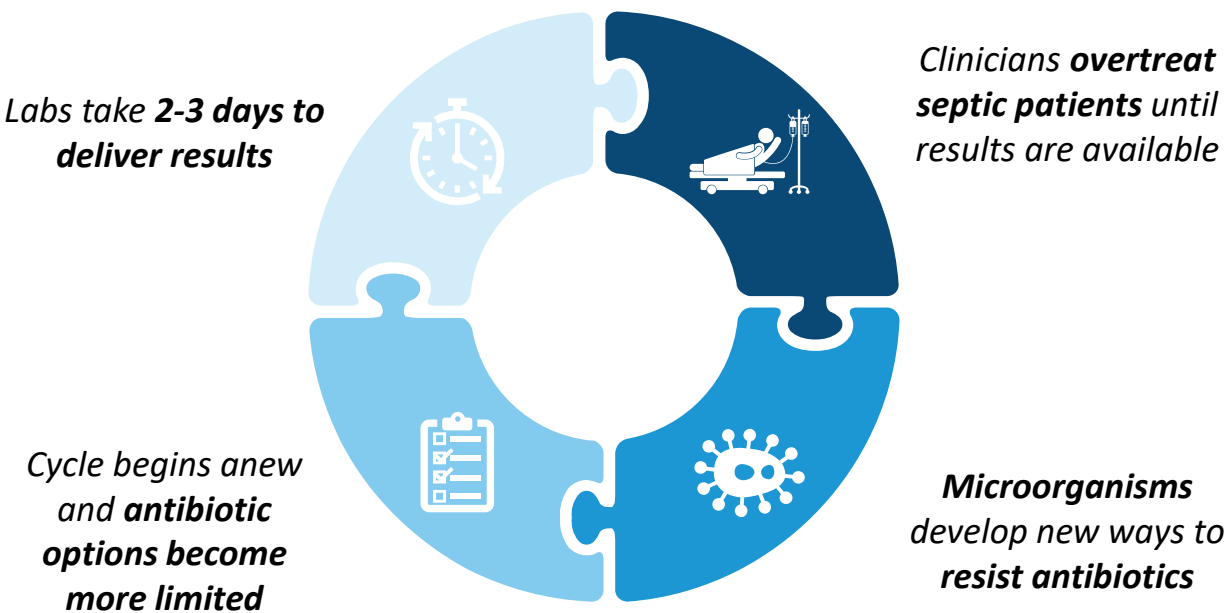 Labs take 2-3 days to
deliver results
Clinicians overtreat
septic patients until
results are available
Microorganisms
develop new ways to
resist antibiotics
Cycle begins anew
and antibiotic
options become
more limited